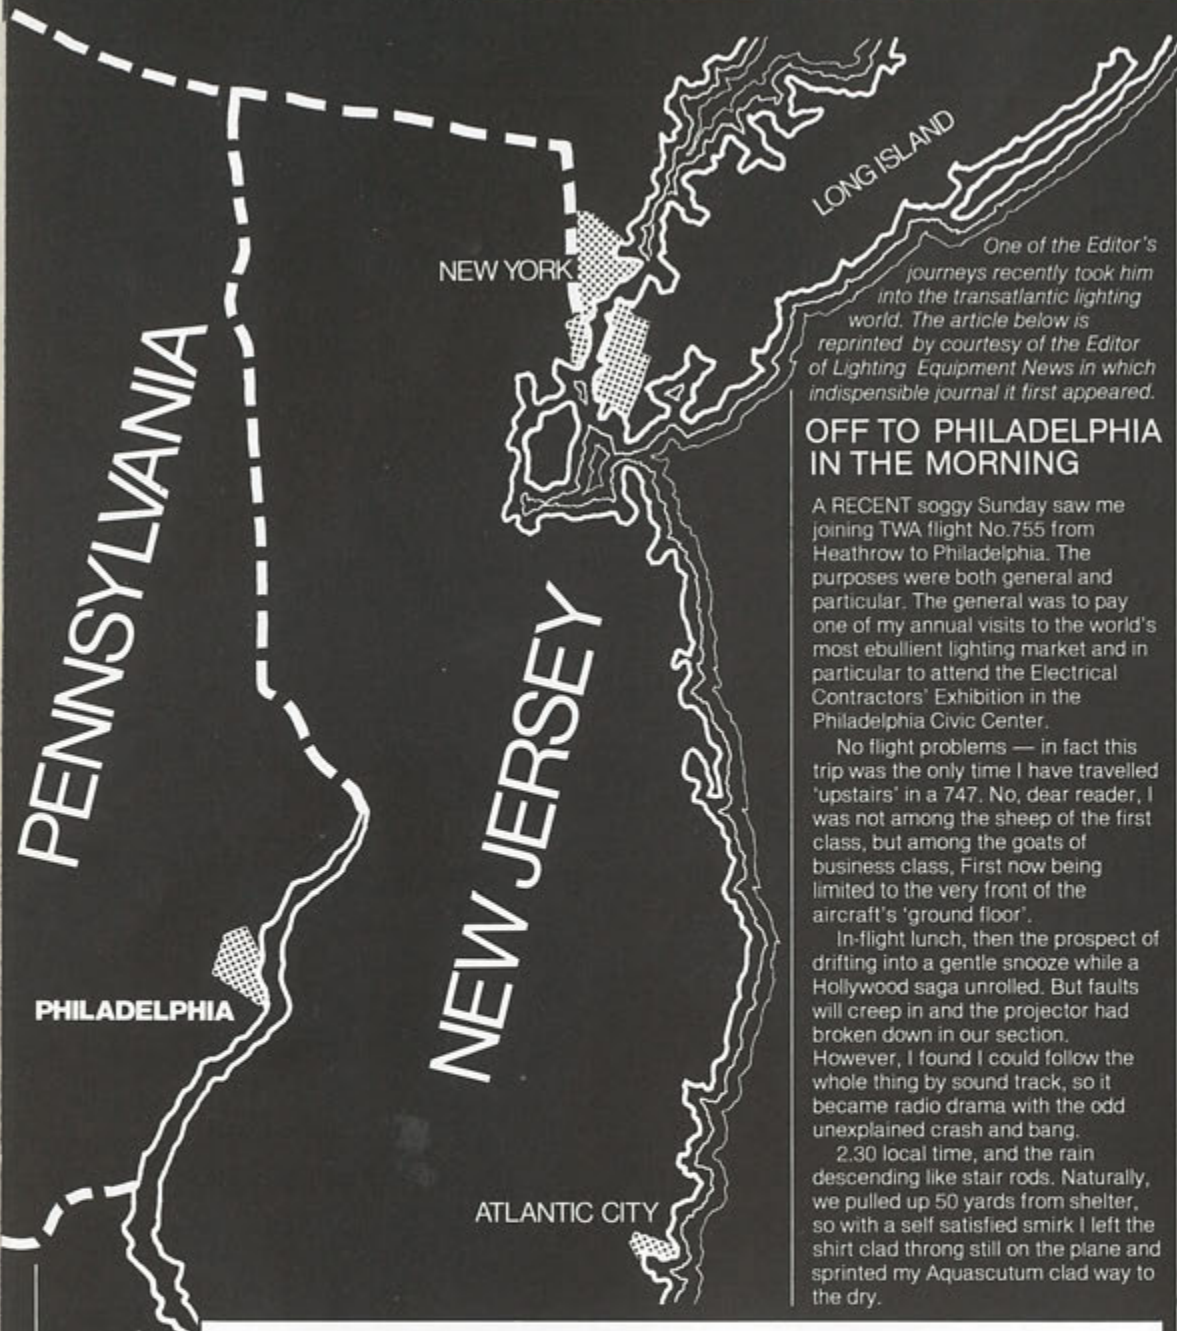 LONG ISLAND
NEW YORK
PENNSYLVANIA
NEW JERSEY
PHILADELPHIA
ATLANTIC CITY
One of the Editor's
journeys recently took him
into the transatlantic lighting
world. The article below is
reprinted by courtesy of the Editor
of Lighting Equipment News in which
indispensible journal it first appeared.
OFF TO PHILADELPHIA
IN THE MORNING
A RECENT soggy Sunday saw me
joining TWA flight No.755 from
Heathrow to Philadelphia. The
purposes were both general and
particular. The general was to pay
one of my annual visits to the world's
most ebullient lighting market and in
particular to attend the Electrical
Contractors' Exhibition in the
Philadelphia Civic Center.
No flight problems — in fact this
trip was the only time I have travelled
'upstairs' in a 747. No, dear reader, I
was not among the sheep of the first
class, but among the goats of
business class, First now being
limited to the very front of the
aircraft's 'ground floor'.
In-flight lunch, then the prospect of
drifting into a gentle snooze while a
Hollywood saga unrolled. But faults
will creep in and the projector had
broken down in our section.
However, I found I could follow the
whole thing by sound track, so it
became radio drama with the odd
unexplained crash and bang.
2.30 local time, and the rain
descending like stair rods. Naturally,
we pulled up 50 yards from shelter,
so with a self satisfied smirk I left the
shirt clad throng still on the plane and
sprinted my Aquascutum clad way to
the dry.